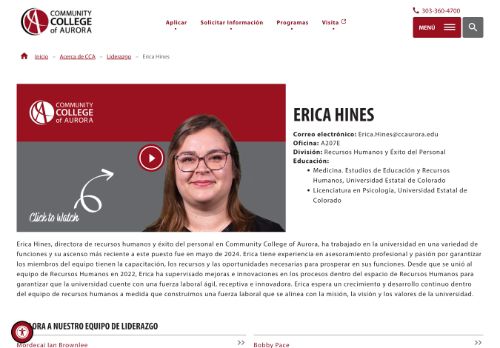 COMMUNITY
COLLEGE
of AURORA
Aplicar
Solicitar Información
Programas
Visita
303-360-4700
MENÚ
Inicio - Acerca de CCA - Liderazgo - Erica Hines
COMMUNITY
COLLEGE
of AURORA
Click to Watch
ERICA HINES
Correo electrónico: Erica.Hines@ccaurora.edu
Oficina: A207E
División: Recursos Humanos y Éxito del Personal
Educación:
• Medicina. Estudios de Educación y Recursos
Humanos, Universidad Estatal de
Colorado
• Licenciatura en Psicología, Universidad Estatal de
Colorado
Erica Hines, directora de recursos humanos y éxito del personal en Community College of Aurora, ha trabajado en la universidad en una variedad de
funciones y su ascenso más reciente a este puesto fue en mayo de 2024. Erica tiene experiencia en asesoramiento profesional y pasión por garantizar
los miembros del equipo tienen la capacitación, los recursos y las oportunidades necesarias para prosperar en sus funciones. Desde que se unió al
equipo de Recursos Humanos en 2022, Erica ha supervisado mejoras e innovaciones en los procesos dentro del espacio de Recursos Humanos para
garantizar que la universidad cuente con una fuerza laboral ágil, receptiva e innovadora. Erica espera un crecimiento y desarrollo continuo dentro
del equipo de recursos humanos a medida que construimos una fuerza laboral que se alinea con la misión, la visión y los valores de la universidad.
ORA A NUESTRO EQUIPO DE LIDERAZGO
Mordecai Ian Brownlee >>
Bobby Pace >>